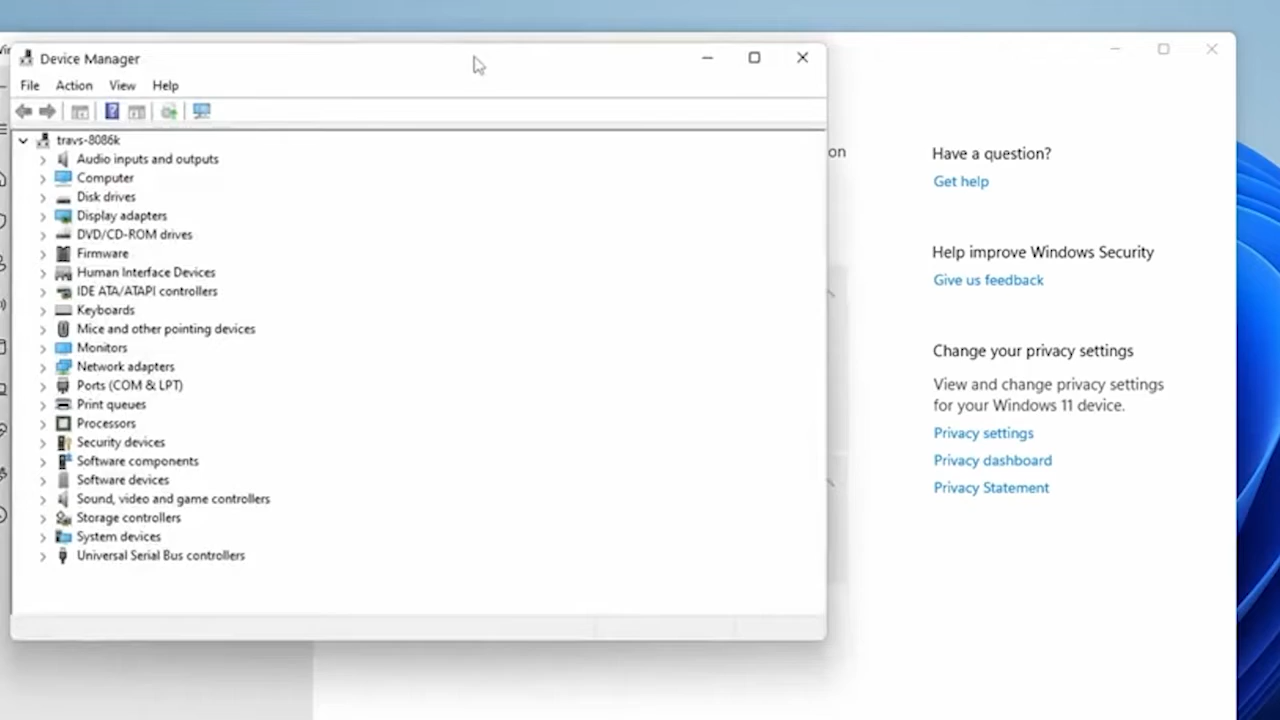 Device Manager
File Action View Help
travs-8086k
Audio inputs and outputs
Computer
Disk drives
Display adapters
DVD/CD-ROM drives
Firmware
Human Interface Devices
IDE ATA/ATAPI controllers
Keyboards
Mice and other pointing devices
Monitors
Network adapters
Ports (COM & LPT)
Print queues
Processors
Security devices
Software components
Software devices
Sound, video and game controllers
Storage controllers
System devices
Universal Serial Bus controllers
on
Have a question?
Get help
Help improve Windows Security
Give us feedback
Change your privacy settings
View and change privacy settings
for your Windows 11 device.
Privacy settings
Privacy dashboard
Privacy Statement